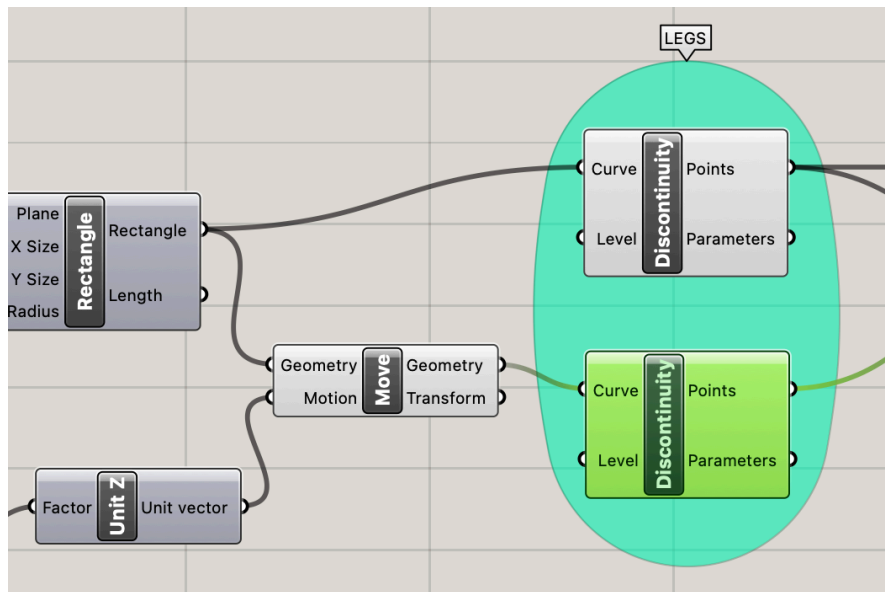 LEGS
Curve
Level
Discontinuity
Points
Parameters
Plane
X Size
Y Size
Radius
Rectangle
Rectangle
Length
Geometry
Motion
Move
Geometry
Transform
Curve
Level
Discontinuity
Points
Parameters
Factor
Unit Z
Unit vector